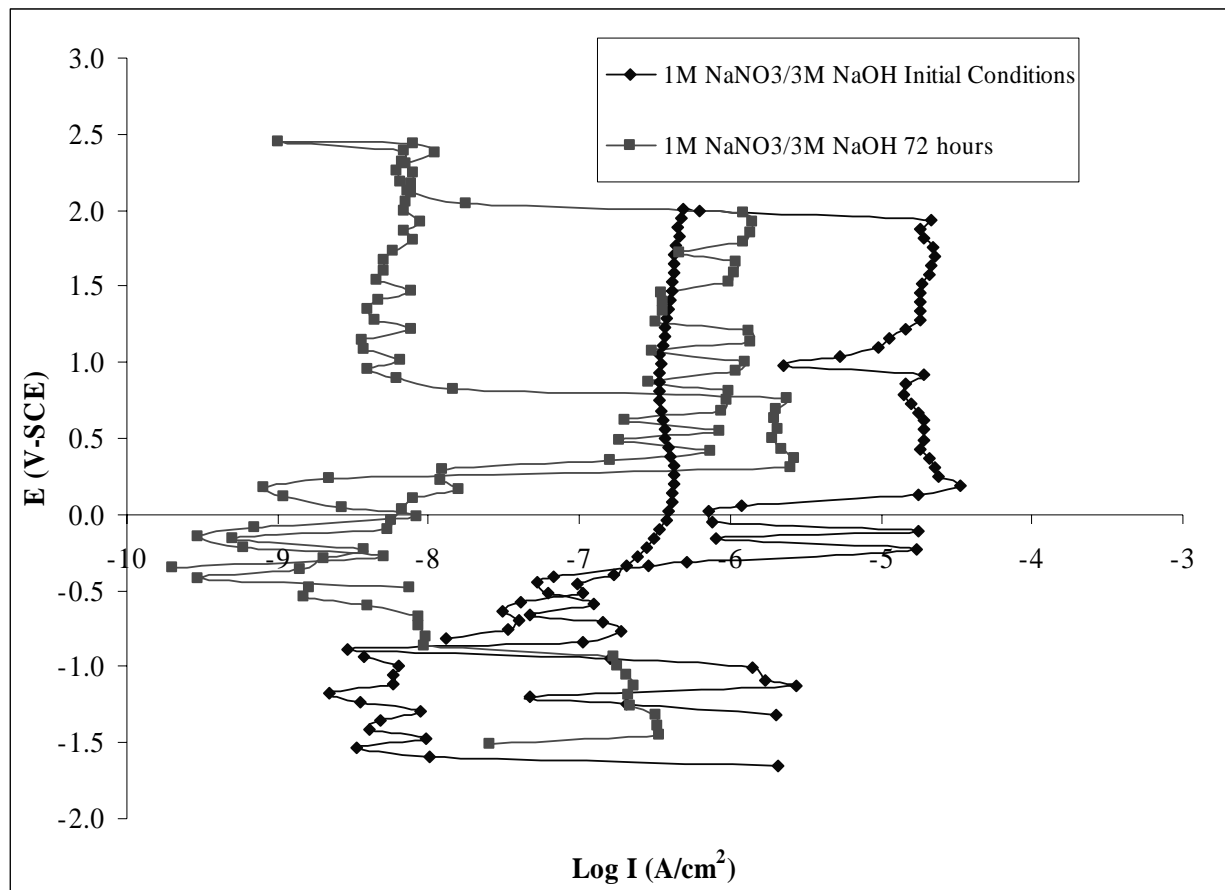 3.0
1M NaNO3/3M NaOH Initial Conditions
2.5
1M NaNO3/3M NaOH 72 hours
2.0
1.5
1.0
0.5
0.0
-10 -9 -8 -7 -6 -5 -4 -3
-0.5
-1.0
-1.5
-2.0
E (V-SCE)
Log I (A/cm²)